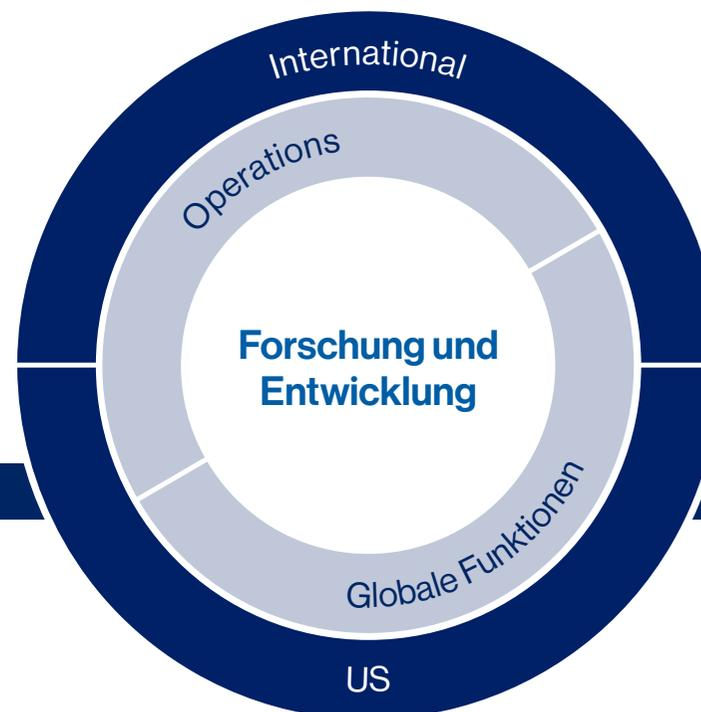 International
Operations
Forschung und
Entwicklung
Globale Funktionen
US